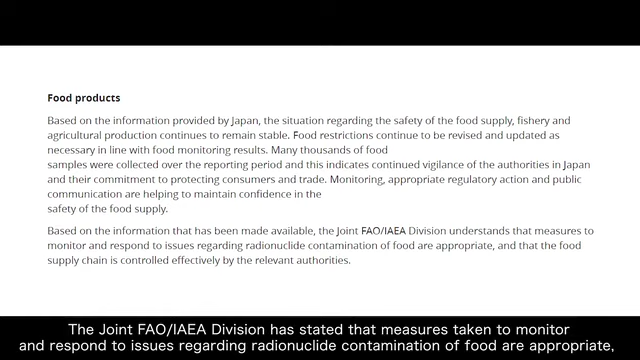 Food products
Based on the information provided by Japan, the situation regarding the safety of the food supply, fishery and
agricultural production continues to remain stable. Food restrictions continue to be revised and updated as
necessary in line with food monitoring results. Many thousands of food
samples were collected over the reporting period and this indicates continued vigilance of the authorities in Japan
and their commitment to protecting consumers and trade. Monitoring, appropriate regulatory action and public
communication are helping to maintain confidence in the
safety of the food supply.
Based on the information that has been made available, the Joint FAO/IAEA Division understands that measures to
monitor and respond to issues regarding radionuclide contamination of food are appropriate, and that the food
supply chain is controlled effectively by the relevant authorities.
The Joint FAO/IAEA Division has stated that measures taken to monitor
and respond to issues regarding radionuclide contamination of food are appropriate,